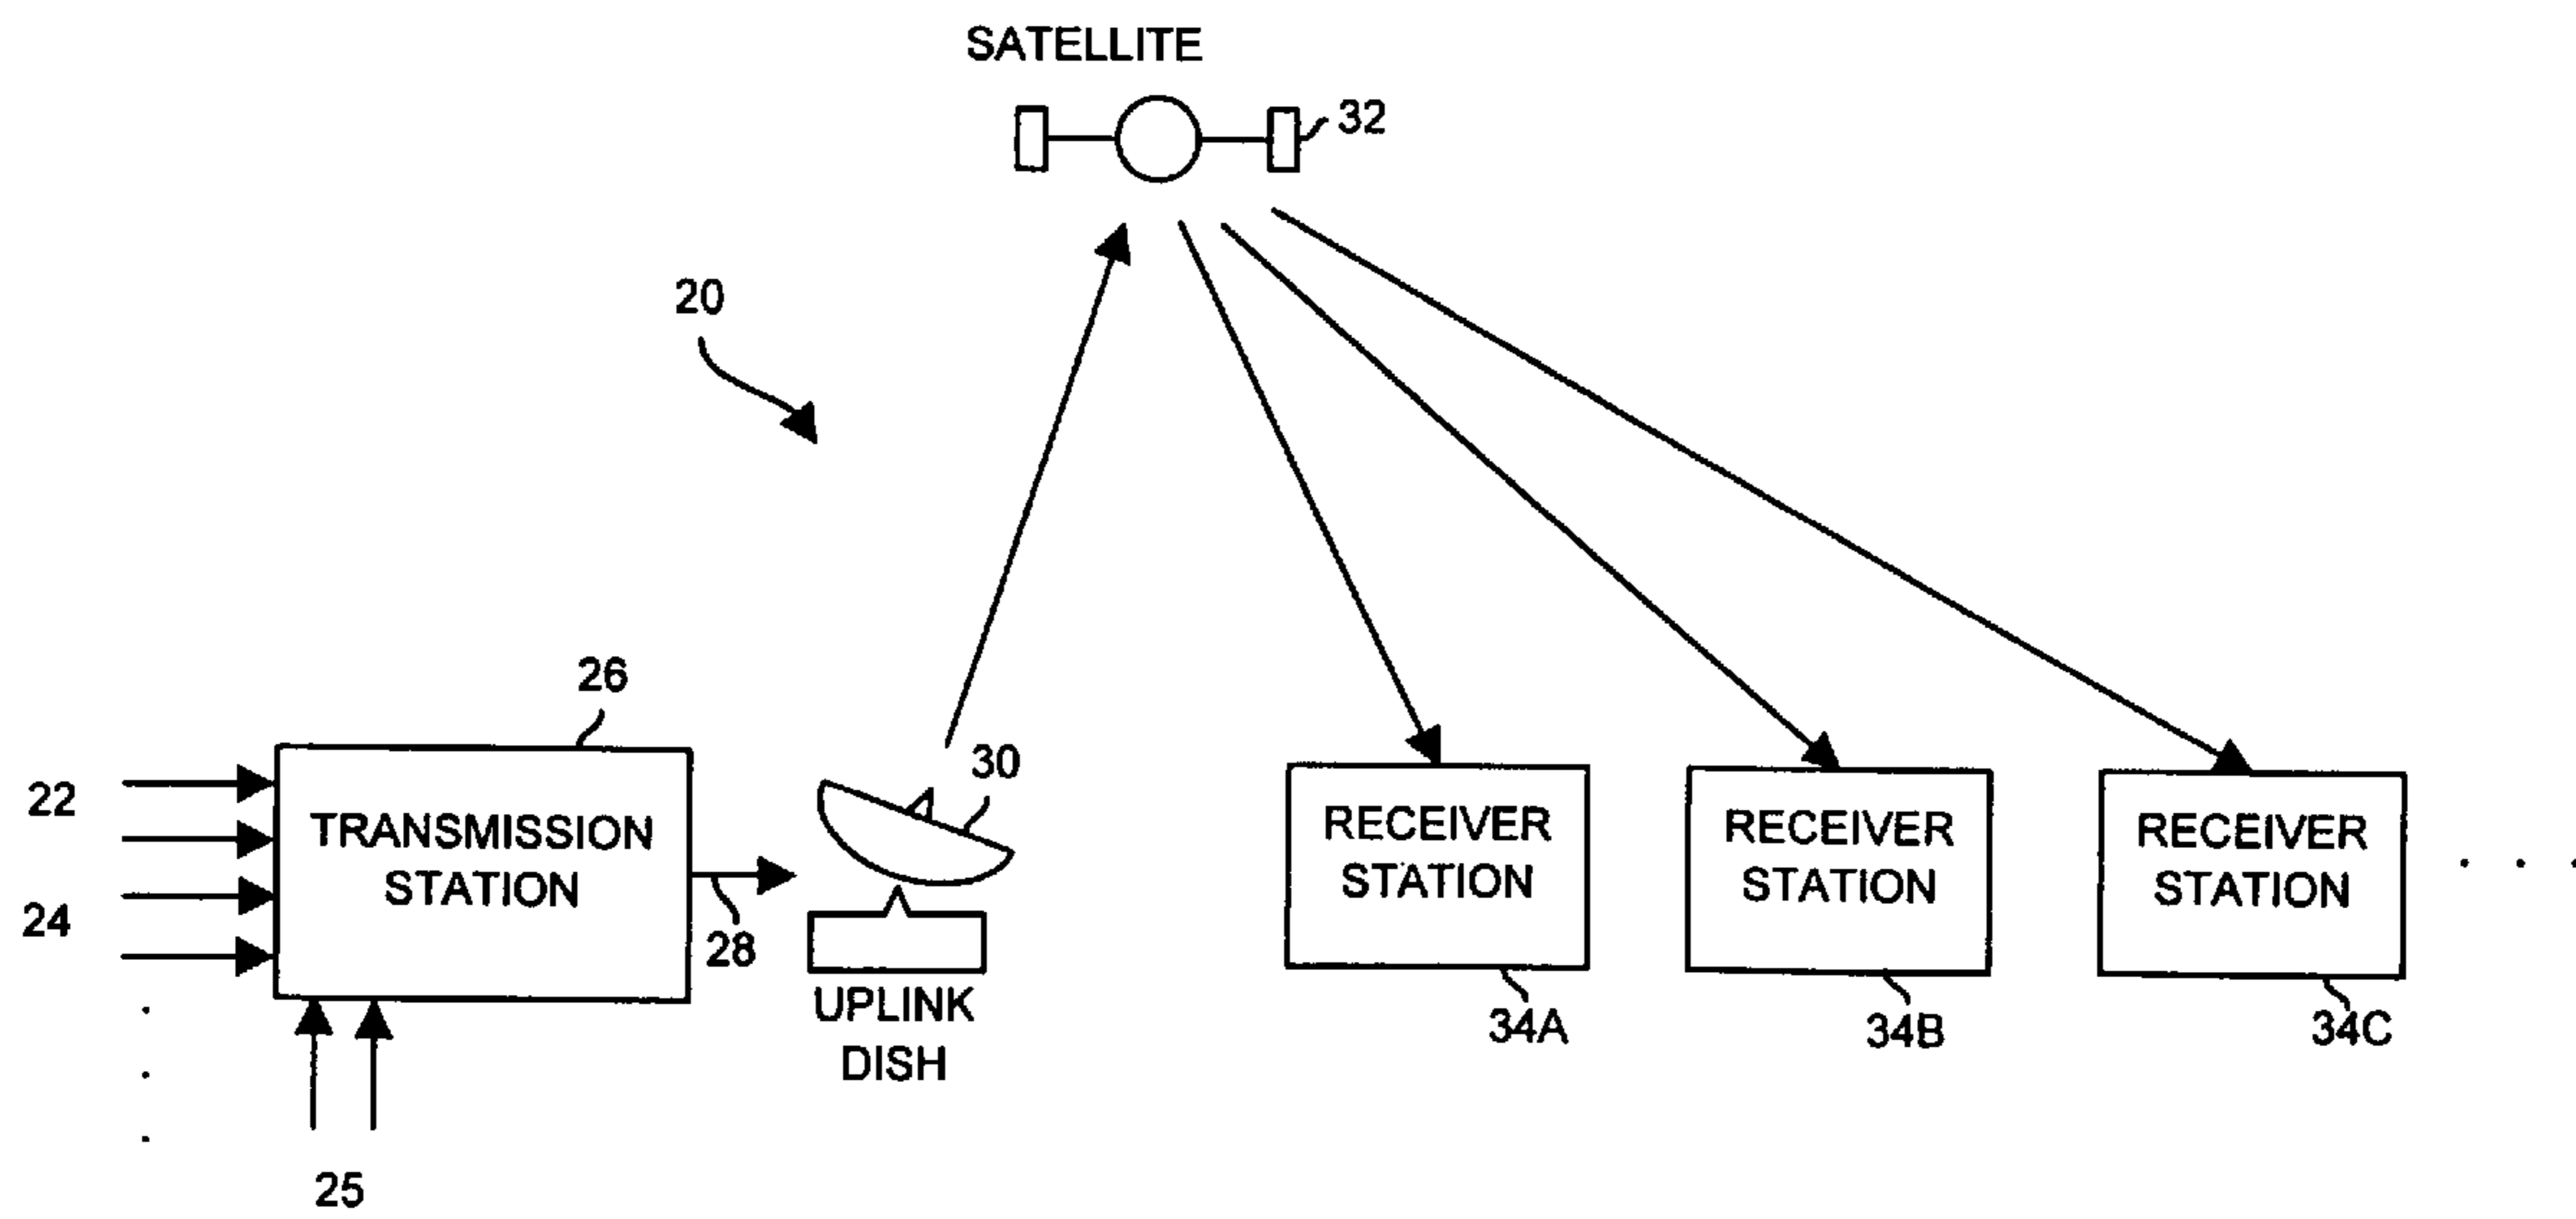 SATELLITE
32
20
26
30
22
TRANSMISSION
STATION
24
28
UPLINK
DISH
25
RECEIVER
STATION
34A
RECEIVER
STATION
34B
RECEIVER
STATION
34C